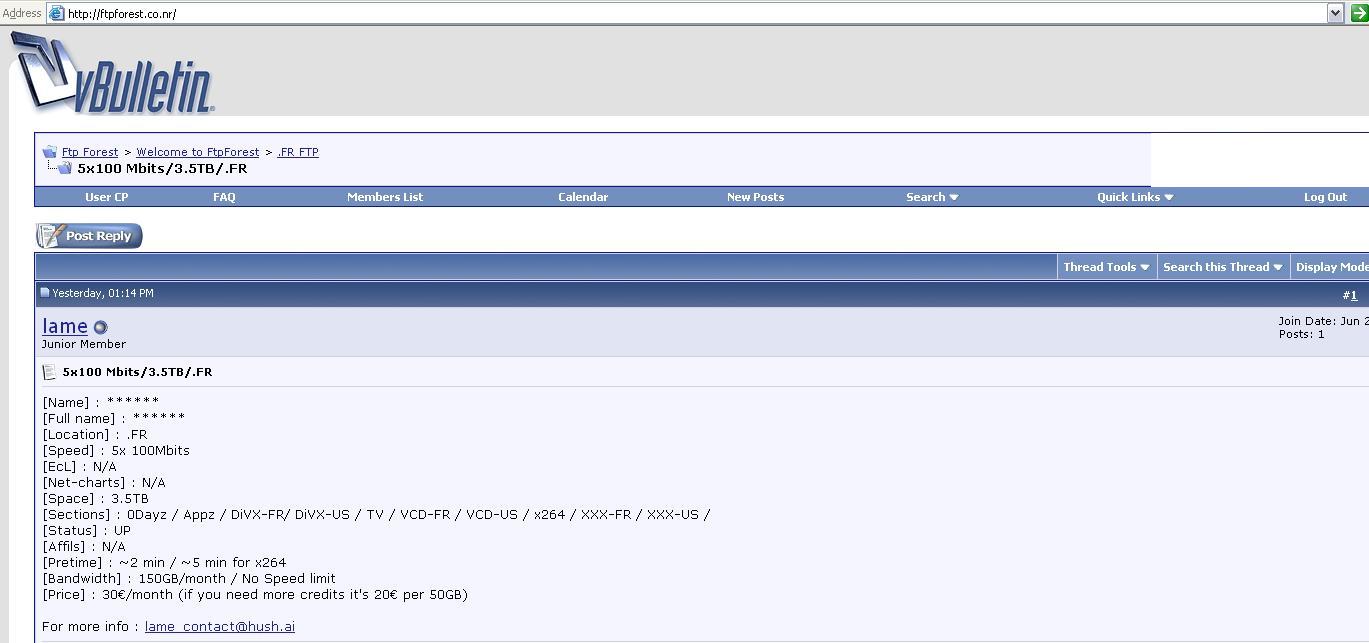 Address http://ftpforest.co.nr/
vBulletin®
Ftp Forest > Welcome to FtpForest > .FR FTP
5x100 Mbits/3.5TB/.FR
User CP FAQ Members List Calendar New Posts Search Quick Links Log Out
Post Reply
Thread Tools Search this Thread Display Mode
Yesterday, 01:14 PM #1
lame Join Date: Jun 2
Junior Member Posts: 1
5x100 Mbits/3.5TB/.FR
[Name] : ******
[Full name] : ******
[Location] : .FR
[Speed] : 5x 100Mbits
[EcL] : N/A
[Net-charts] : N/A
[Space] : 3.5TB
[Sections] : 0Dayz / Appz / DiVX-FR/ DiVX-US / TV / VCD-FR / VCD-US / x264 / XXX-FR / XXX-US /
[Status] : UP
[Affils] : N/A
[Pretime] : ~2 min / ~5 min for x264
[Bandwidth] : 150GB/month / No Speed limit
[Price] : 30€/month (if you need more credits it's 20€ per 50GB)
For more info : lame_contact@hush.ai